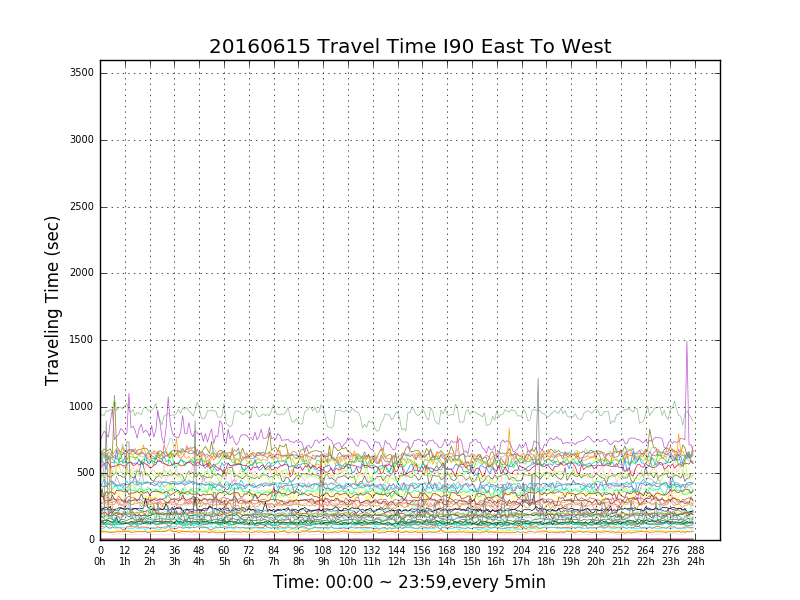 20160615 Travel Time I90 East To West
3500
3000
2500
2000
1500
1000
500
0
Traveling Time (sec)
0 12 24 36 48 60 72 84 96 108 120 132 144 156 168 180 192 204 216 228 240 252 264 276 288
0h 1h 2h 3h 4h 5h 6h 7h 8h 9h 10h 11h 12h 13h 14h 15h 16h 17h 18h 19h 20h 21h 22h 23h 24h
Time: 00:00 ~ 23:59,every 5min